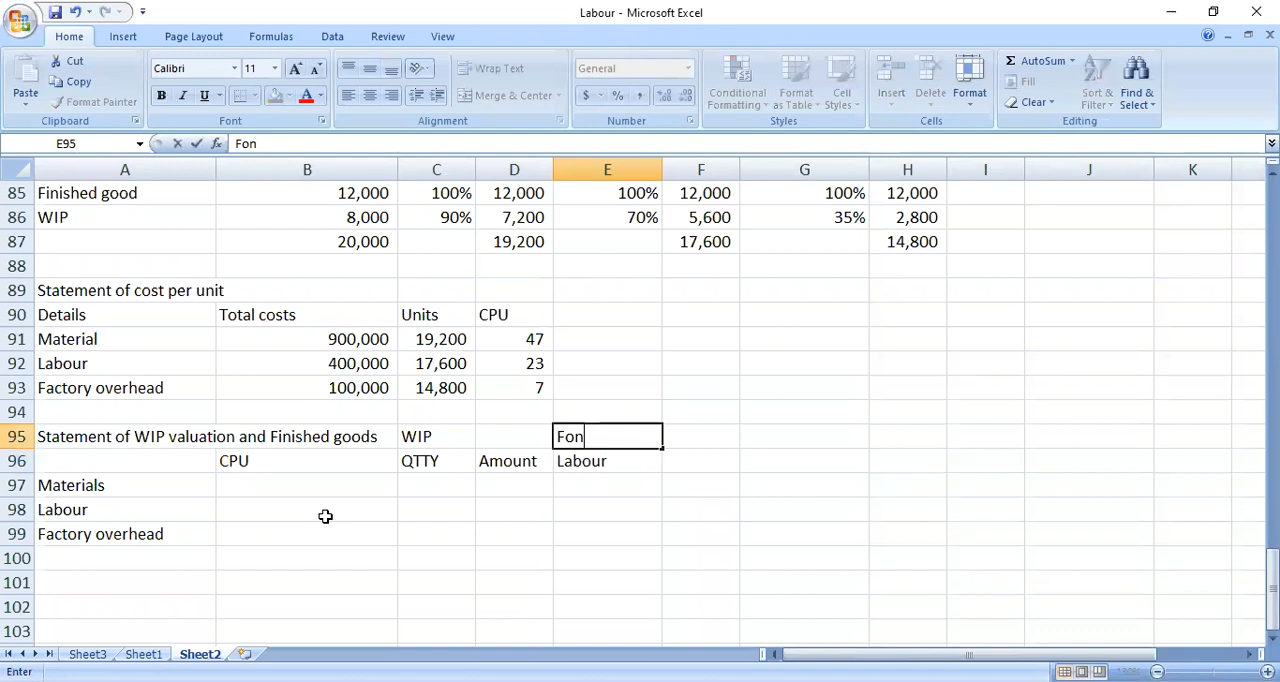 Labour - Microsoft Excel
Home Insert Page Layout Formulas Data Review View
Paste Cut Copy Format Painter Clipboard
Calibri 11 B I U A Font
Wrap Text Merge & Center Alignment
General $ % , Number
Conditional Formatting Format as Table Cell Styles Styles
Insert Delete Format Cells
Σ AutoSum Fill Clear Sort & Filter Find & Select Editing
E95 fx Fon
A B C D E F G H I J K
85 Finished good 12,000 100% 12,000 100% 12,000 100% 12,000
86 WIP 8,000 90% 7,200 70% 5,600 35% 2,800
87 20,000 19,200 17,600 14,800
88
89 Statement of cost per unit
90 Details Total costs Units CPU
91 Material 900,000 19,200 47
92 Labour 400,000 17,600 23
93 Factory overhead 100,000 14,800 7
94
95 Statement of WIP valuation and Finished goods WIP Fon
96 CPU QTTY Amount Labour
97 Materials
98 Labour
99 Factory overhead
100
101
102
103
Sheet3 Sheet1 Sheet2
Enter